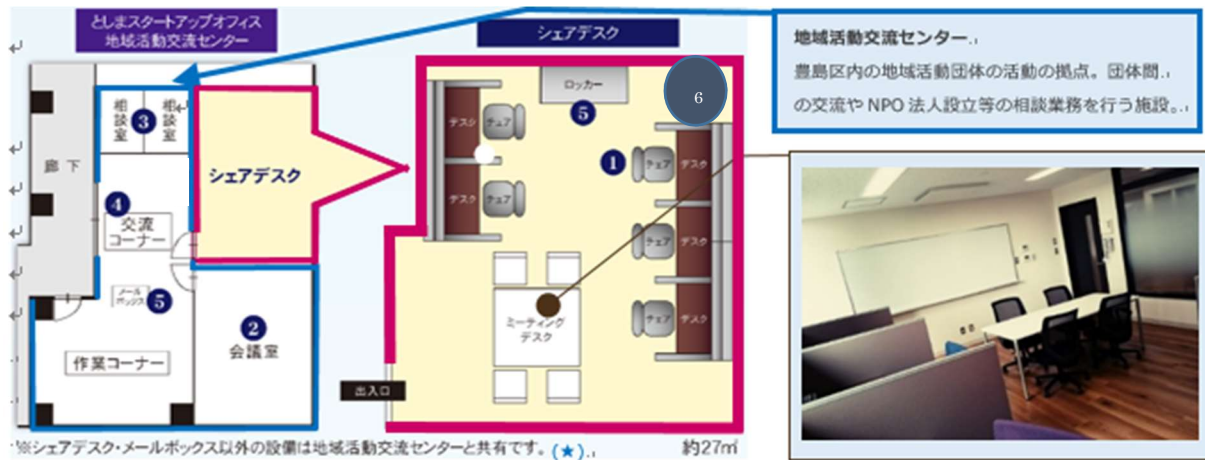 としまスタートアップオフィス
地域活動交流センター
シェアデスク
地域活動交流センター
豊島区内の地域活動団体の活動の拠点。団体間
の交流や NPO 法人設立等の相談業務を行う施設。
相談室
3
相談室
廊下
シェアデスク
4
交流
コーナー
メール
ボックス
5
作業コーナー
2
会議室
ロッカー
5
6
デスク
チェア
デスク
チェア
1
チェア
デスク
チェア
デスク
チェア
デスク
ミーティング
デスク
出入口
※シェアデスク・メールボックス以外の設備は地域活動交流センターと共有です。(★)
約27㎡